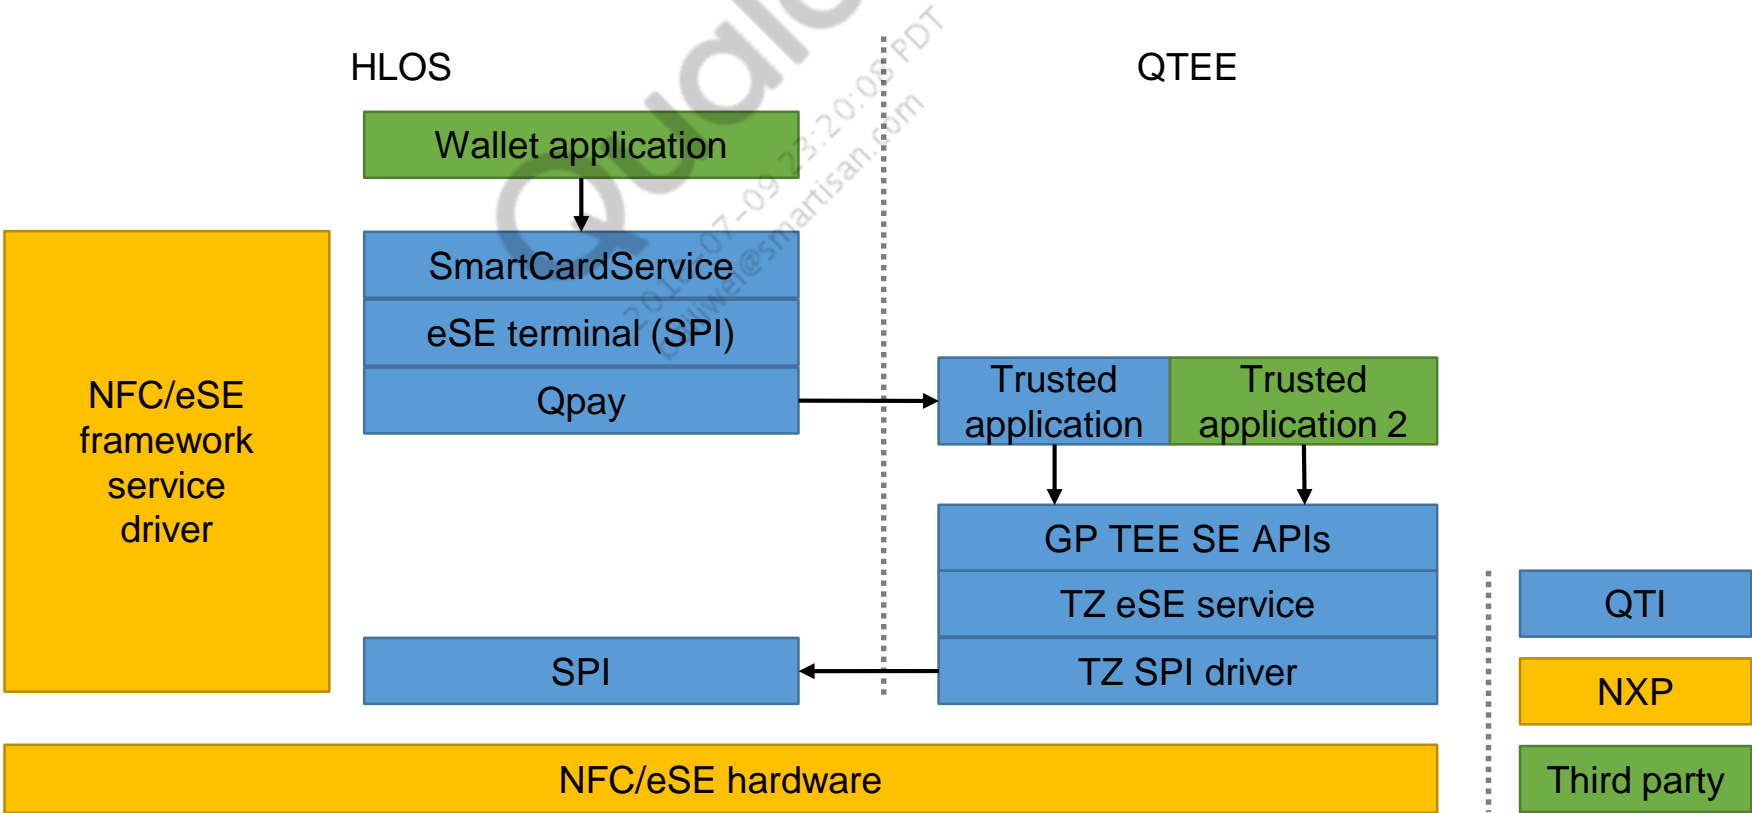 HLOS
QTEE
Wallet application
SmartCardService
eSE terminal (SPI)
Qpay
NFC/eSE
framework
service
driver
Trusted
application
Trusted
application 2
GP TEE SE APIs
TZ eSE service
TZ SPI driver
SPI
NFC/eSE hardware
QTI
NXP
Third party